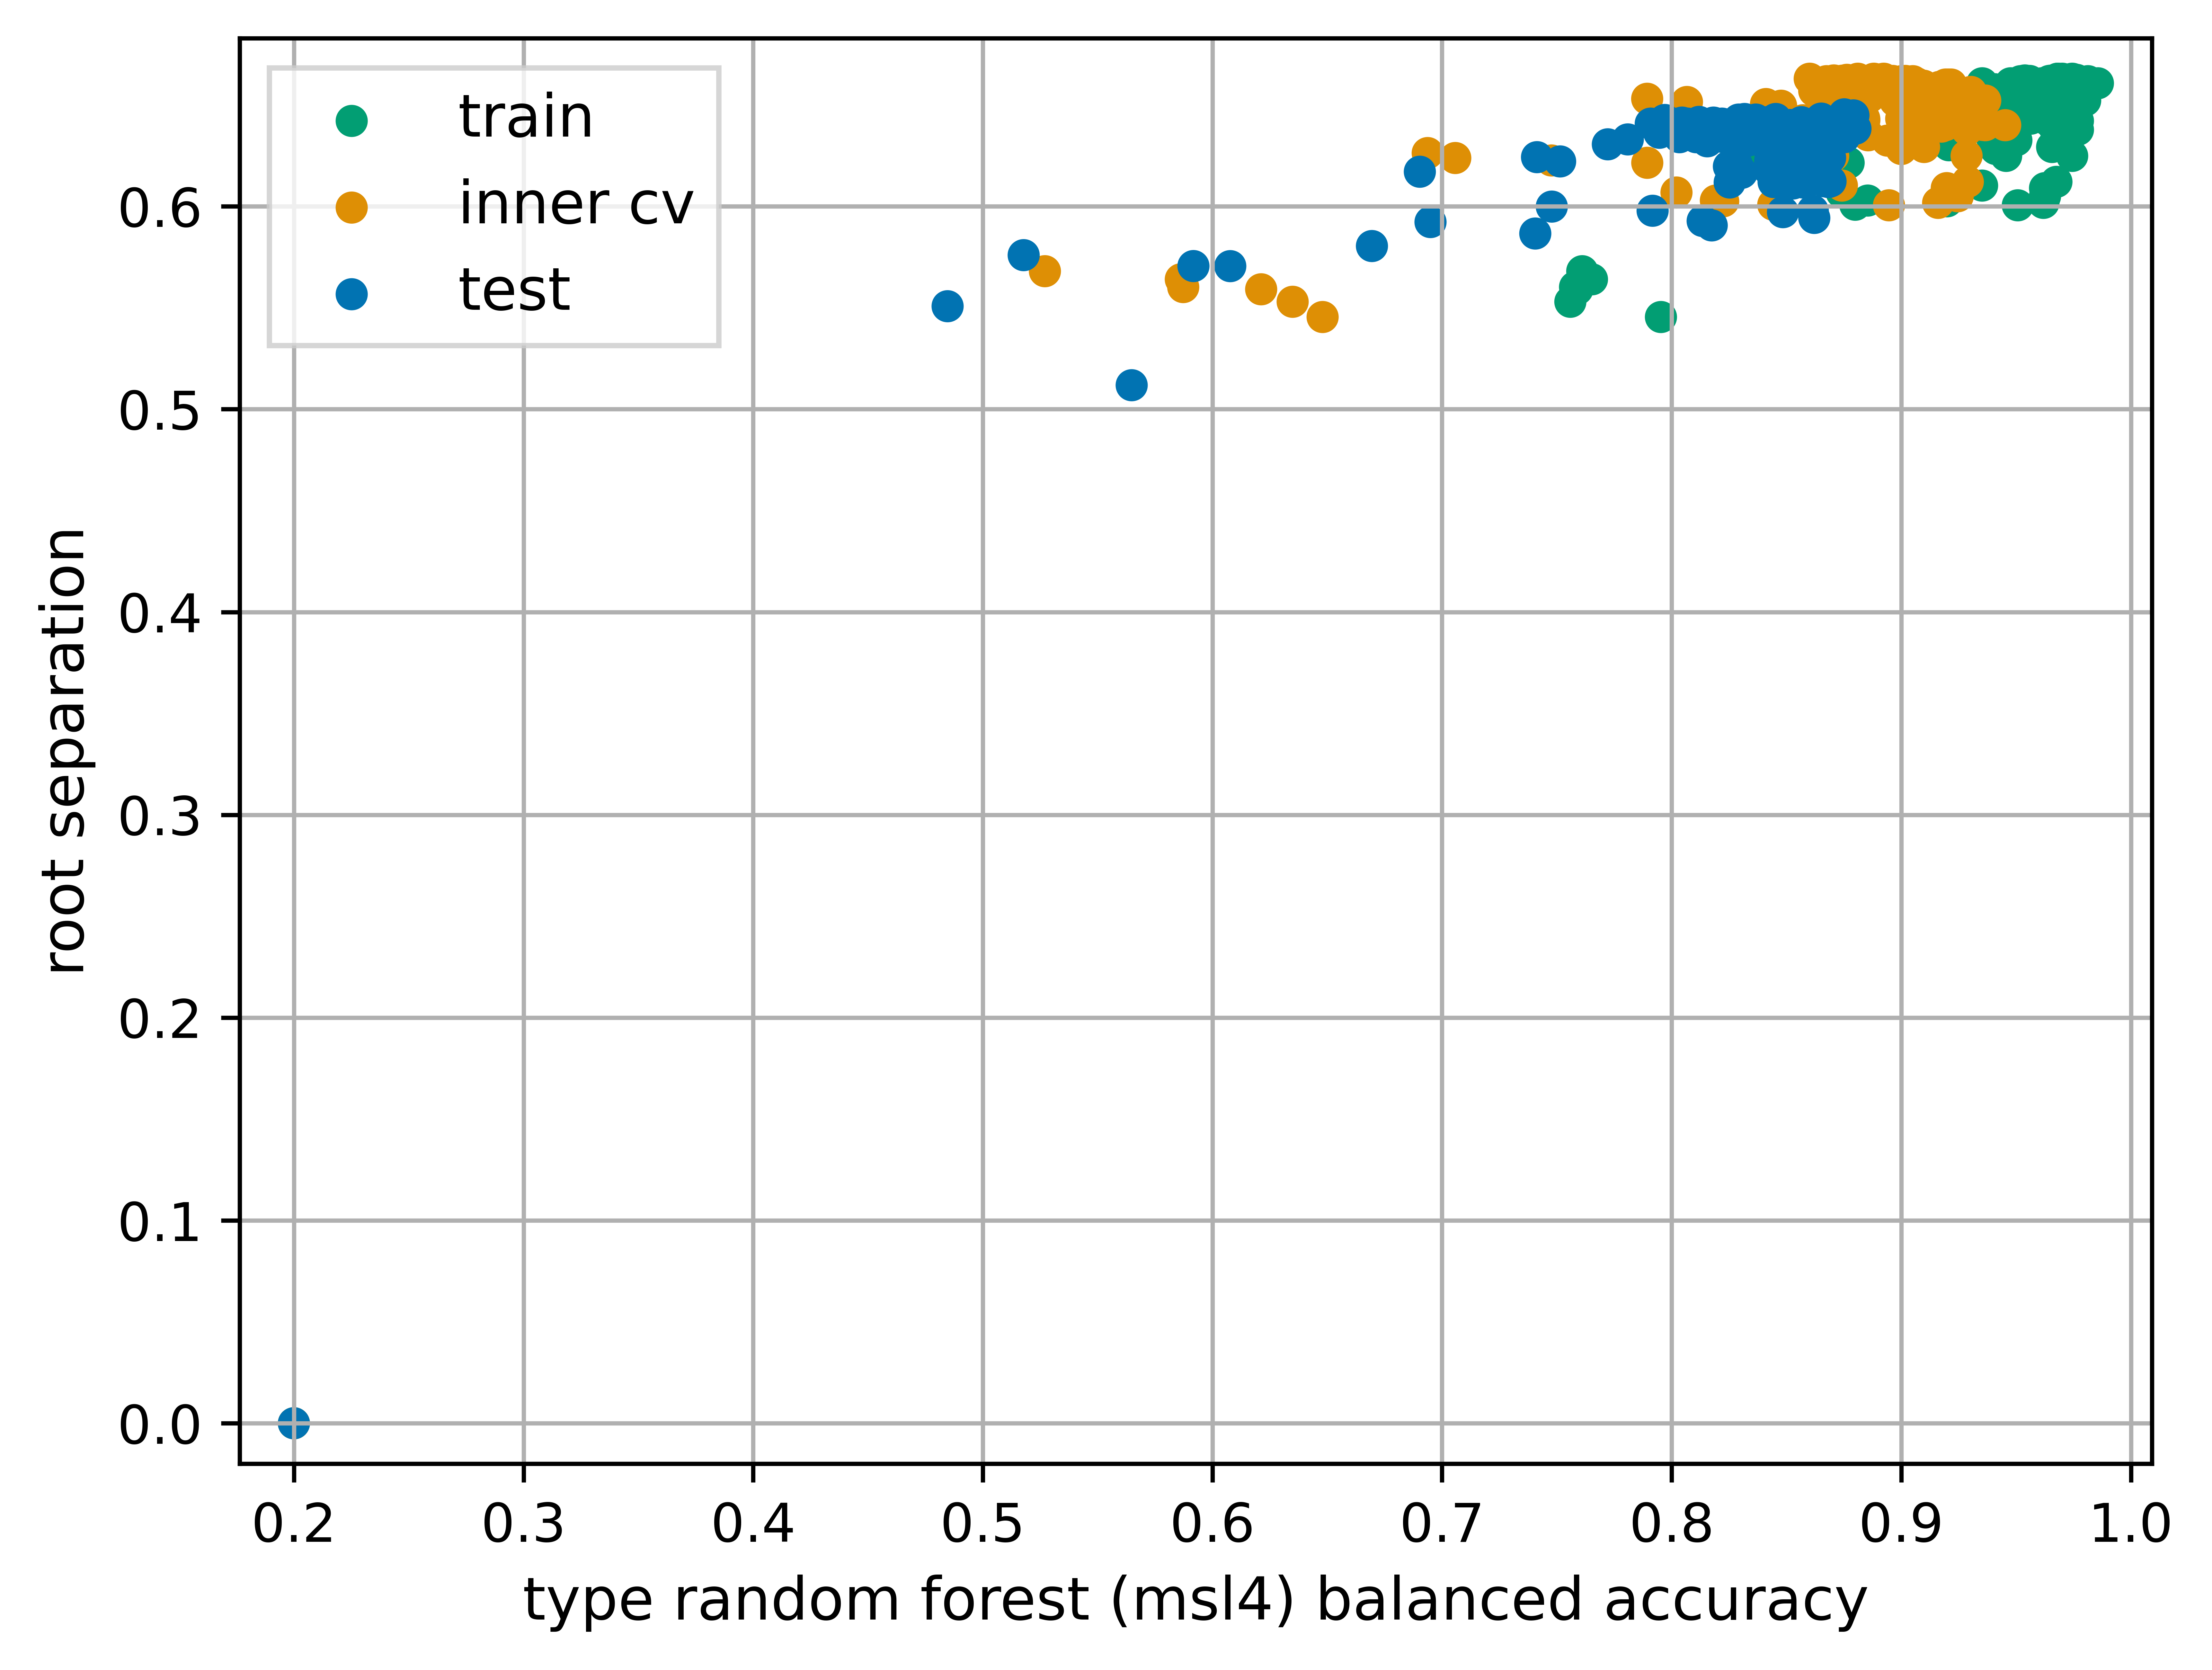 train
inner cv
test
0.6
0.5
0.4
0.3
0.2
0.1
0.0
root separation
0.2 0.3 0.4 0.5 0.6 0.7 0.8 0.9 1.0
type random forest (msl4) balanced accuracy